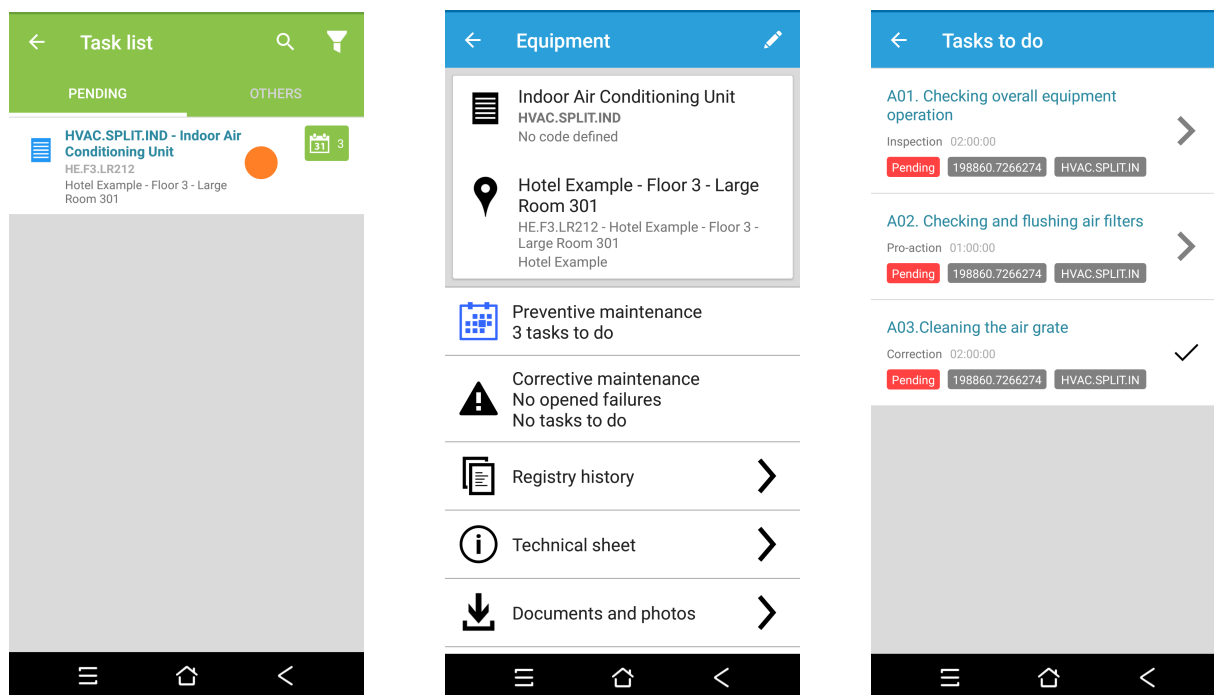 Task list
PENDING
OTHERS
HVAC.SPLIT.IND - Indoor Air
Conditioning Unit
HE.F3.LR212
Hotel Example - Floor 3 - Large
Room 301
31
3
Equipment
Indoor Air Conditioning Unit
HVAC.SPLIT.IND
No code defined
Hotel Example - Floor 3 - Large
Room 301
HE.F3.LR212 - Hotel Example - Floor 3 -
Large Room 301
Hotel Example
Preventive maintenance
3 tasks to do
Corrective maintenance
No opened failures
No tasks to do
Registry history
Technical sheet
Documents and photos
Tasks to do
A01. Checking overall equipment
operation
Inspection 02:00:00
Pending 198860.7266274 HVAC.SPLIT.IN
A02. Checking and flushing air filters
Pro-action 01:00:00
Pending 198860.7266274 HVAC.SPLIT.IN
A03.Cleaning the air grate
Correction 02:00:00
Pending 198860.7266274 HVAC.SPLIT.IN